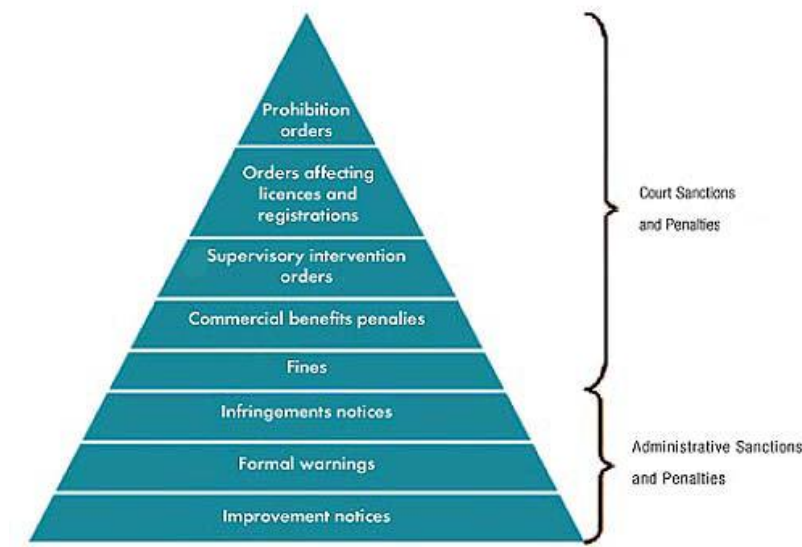 Prohibition
orders
Orders affecting
licences and
registrations
Supervisory intervention
orders
Commercial benefits penalies
Fines
Infringements notices
Formal warnings
Improvement notices
Court Sanctions
and Penalties
Administrative Sanctions
and Penalties